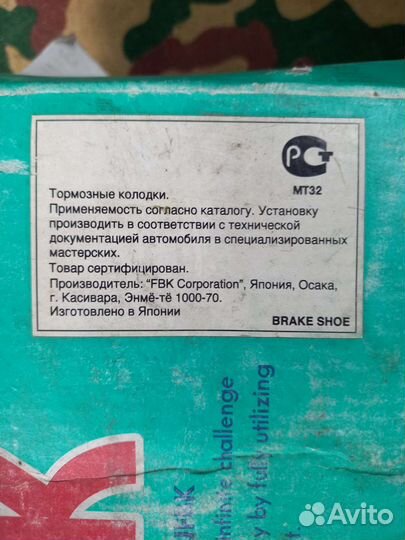 РСТ
МТ32
Тормозные колодки.
Применяемость согласно каталогу. Установку
производить в соответствии с технической
документацией автомобиля в специализированных
мастерских.
Товар сертифицирован.
Производитель: "FBK Corporation", Япония, Осака,
г. Касивара, Энмё-тё 1000-70.
Изготовлено в Японии
BRAKE SHOE
infinite challenge
y by fully utilizing
Avito